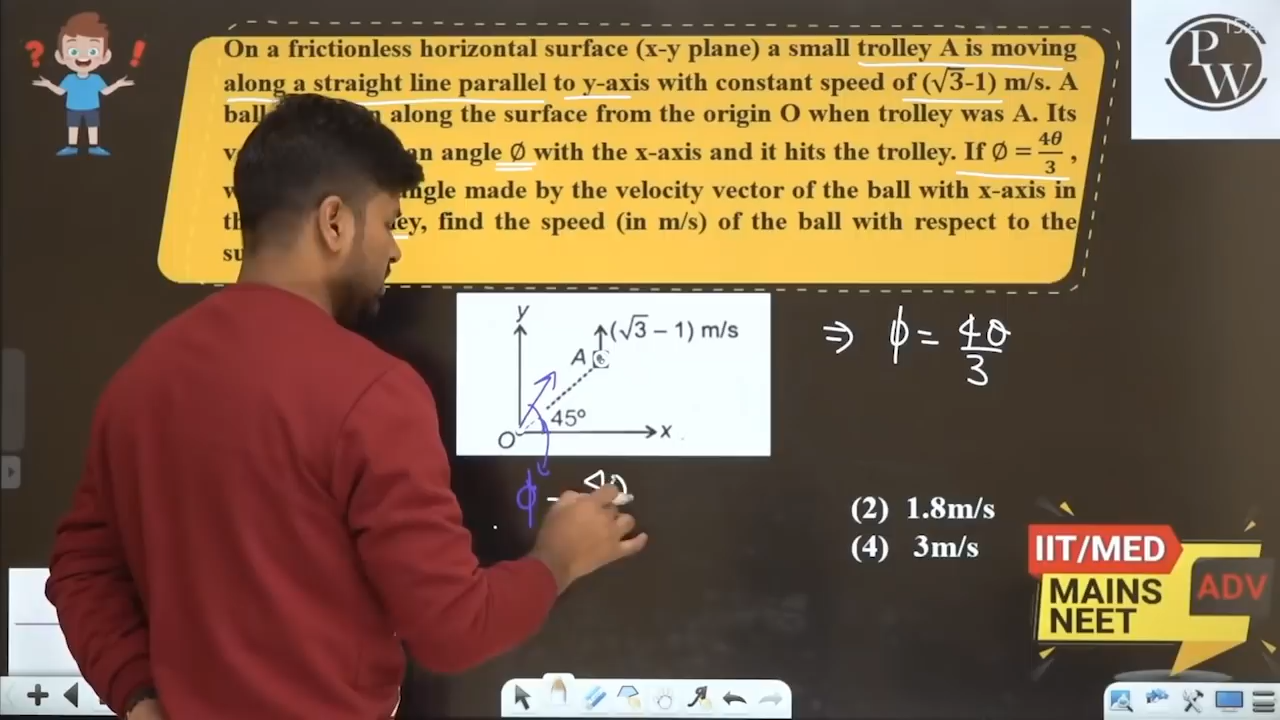 On a frictionless horizontal surface (x-y plane) a small trolley A is moving
along a straight line parallel to y-axis with constant speed of (√3-1) m/s. A
ball along the surface from the origin O when trolley was A. Its
an angle Ø with the x-axis and it hits the trolley. If Ø = 4θ/3 ,
made by the velocity vector of the ball with x-axis in
find the speed (in m/s) of the ball with respect to the
? !
PW
y
(√3 – 1) m/s
A
45º
O
x
⇒ ϕ = 4θ/3
ϕ
(2) 1.8m/s
(4) 3m/s
IIT/MED
MAINS
NEET
ADV